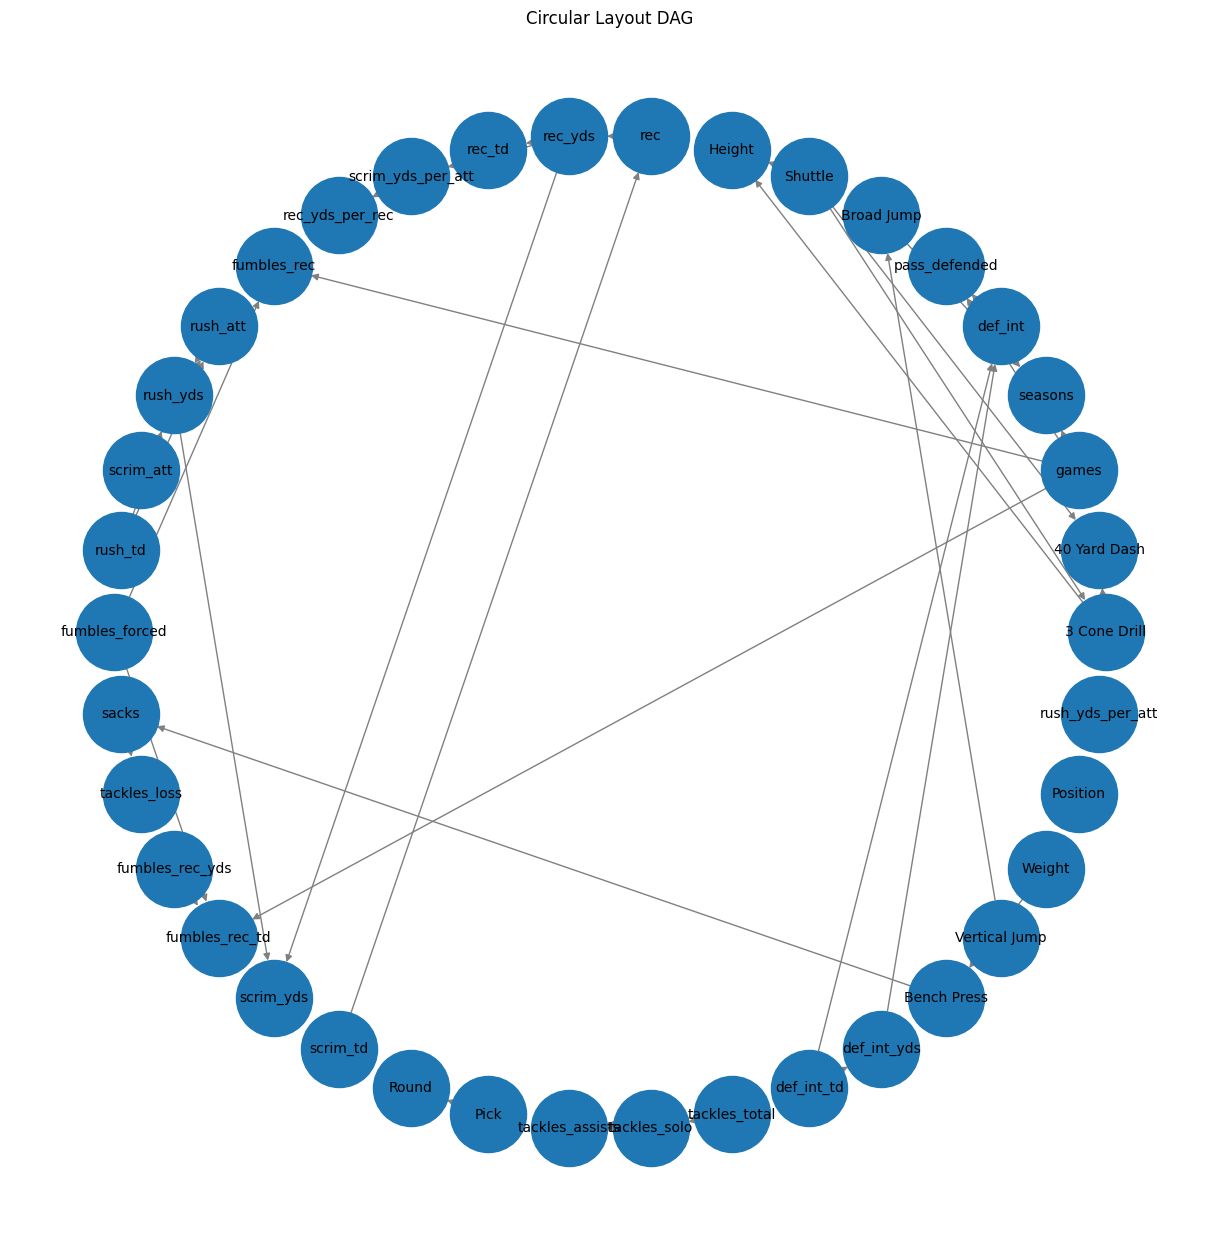 Circular Layout DAG
rec_yds
rec
rec_td
Height
scrim_yds_per_att
Shuttle
rec_yds_per_rec
Broad Jump
fumbles_rec
pass_defended
rush_att
def_int
rush_yds
seasons
scrim_att
games
rush_td
40 Yard Dash
fumbles_forced
3 Cone Drill
sacks
rush_yds_per_att
tackles_loss
Position
fumbles_rec_yds
Weight
fumbles_rec_td
Vertical Jump
scrim_yds
Bench Press
scrim_td
def_int_yds
Round
def_int_td
Pick
tackles_total
tackles_assists
tackles_solo